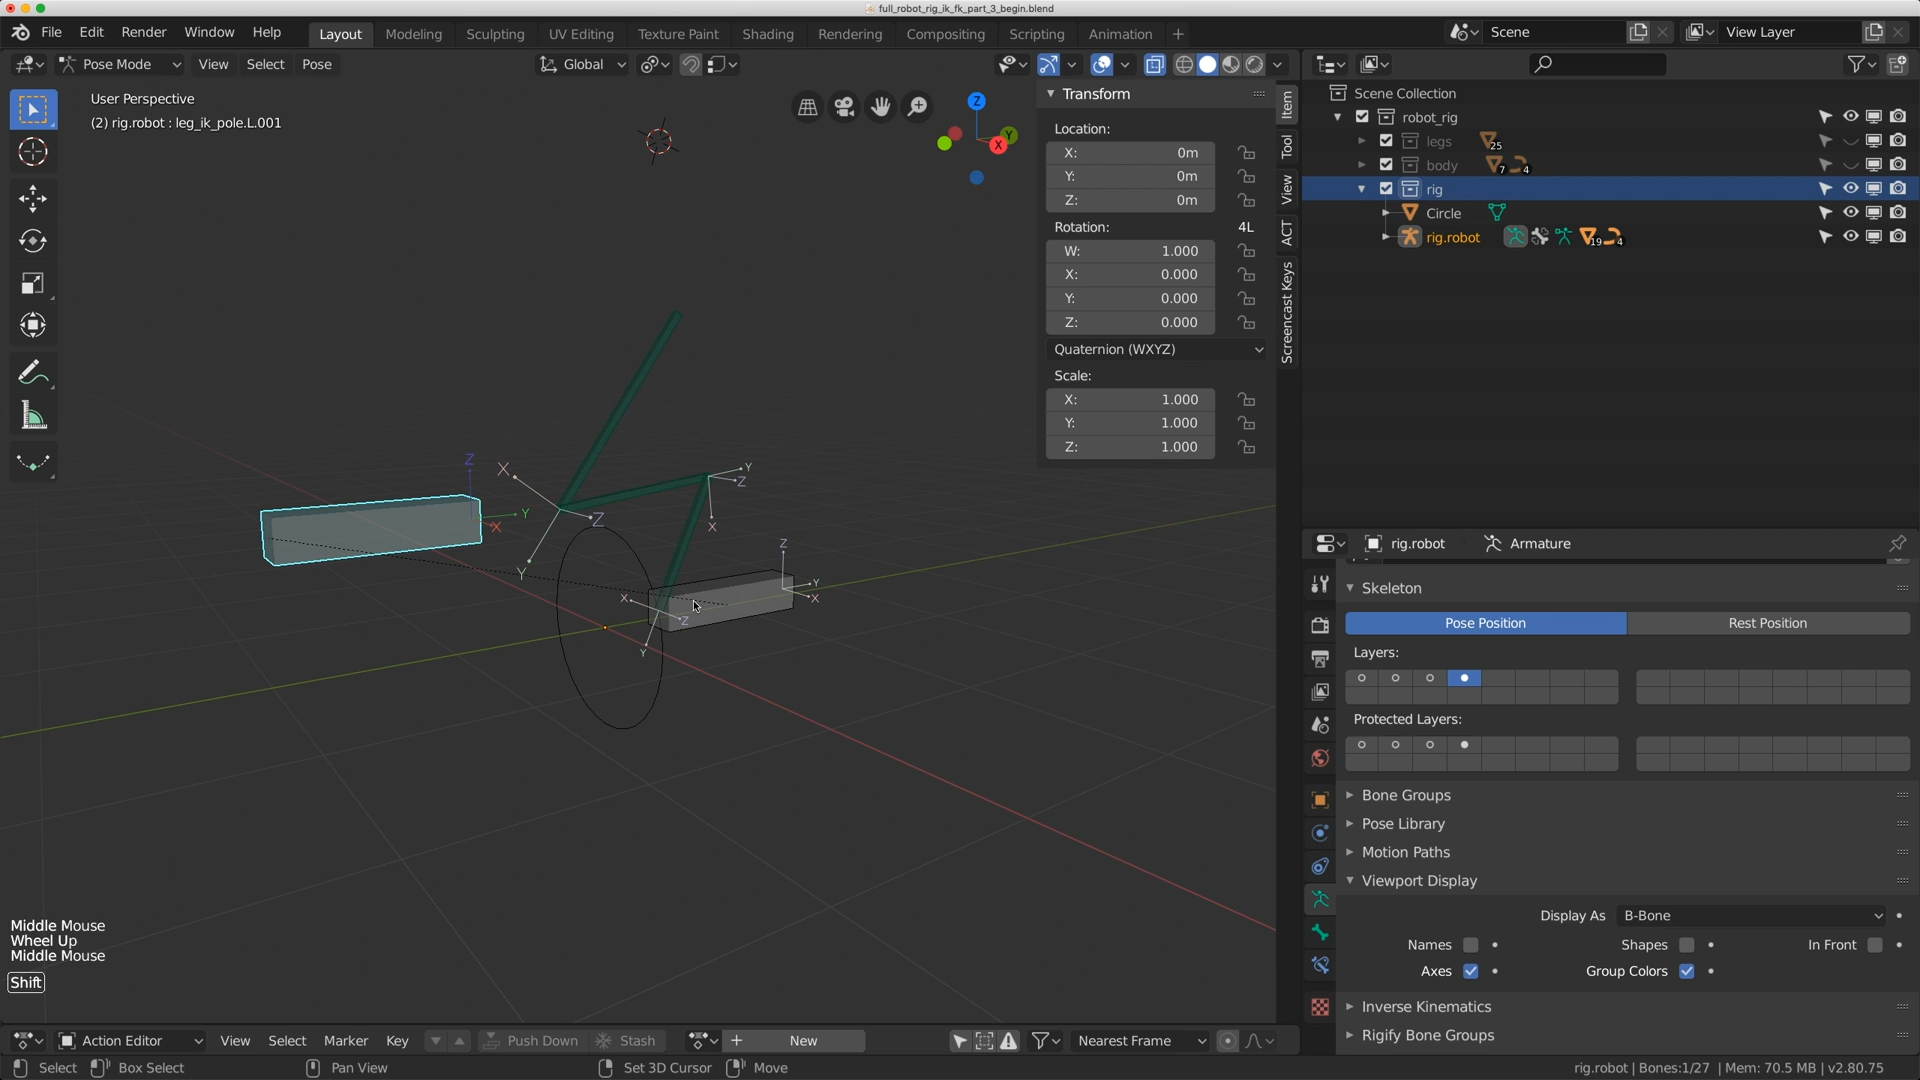 full_robot_rig_ik_fk_part_3_begin.blend
File Edit Render Window Help
Layout Modeling Sculpting UV Editing Texture Paint Shading Rendering Compositing Scripting Animation +
Scene
View Layer
Pose Mode View Select Pose
Global
User Perspective
(2) rig.robot : leg_ik_pole.L.001
Z
Y
X
Transform
Location:
X: 0m
Y: 0m
Z: 0m
Rotation: 4L
W: 1.000
X: 0.000
Y: 0.000
Z: 0.000
Quaternion (WXYZ)
Scale:
X: 1.000
Y: 1.000
Z: 1.000
Item
Tool
View
ACT
Screencast Keys
Z
X
Y
X
Z
Y
Y
Z
X
Z
Y
X
X
Z
Y
Middle Mouse
Wheel Up
Middle Mouse
Shift
Scene Collection
robot_rig
legs 25
body 7 4
rig
Circle
rig.robot 19 4
rig.robot Armature
Skeleton
Pose Position Rest Position
Layers:
Protected Layers:
Bone Groups
Pose Library
Motion Paths
Viewport Display
Display As B-Bone
Names Shapes In Front
Axes Group Colors
Inverse Kinematics
Rigify Bone Groups
Action Editor View Select Marker Key Push Down Stash + New Nearest Frame
Select Box Select Pan View Set 3D Cursor Move
rig.robot | Bones:1/27 | Mem: 70.5 MB | v2.80.75